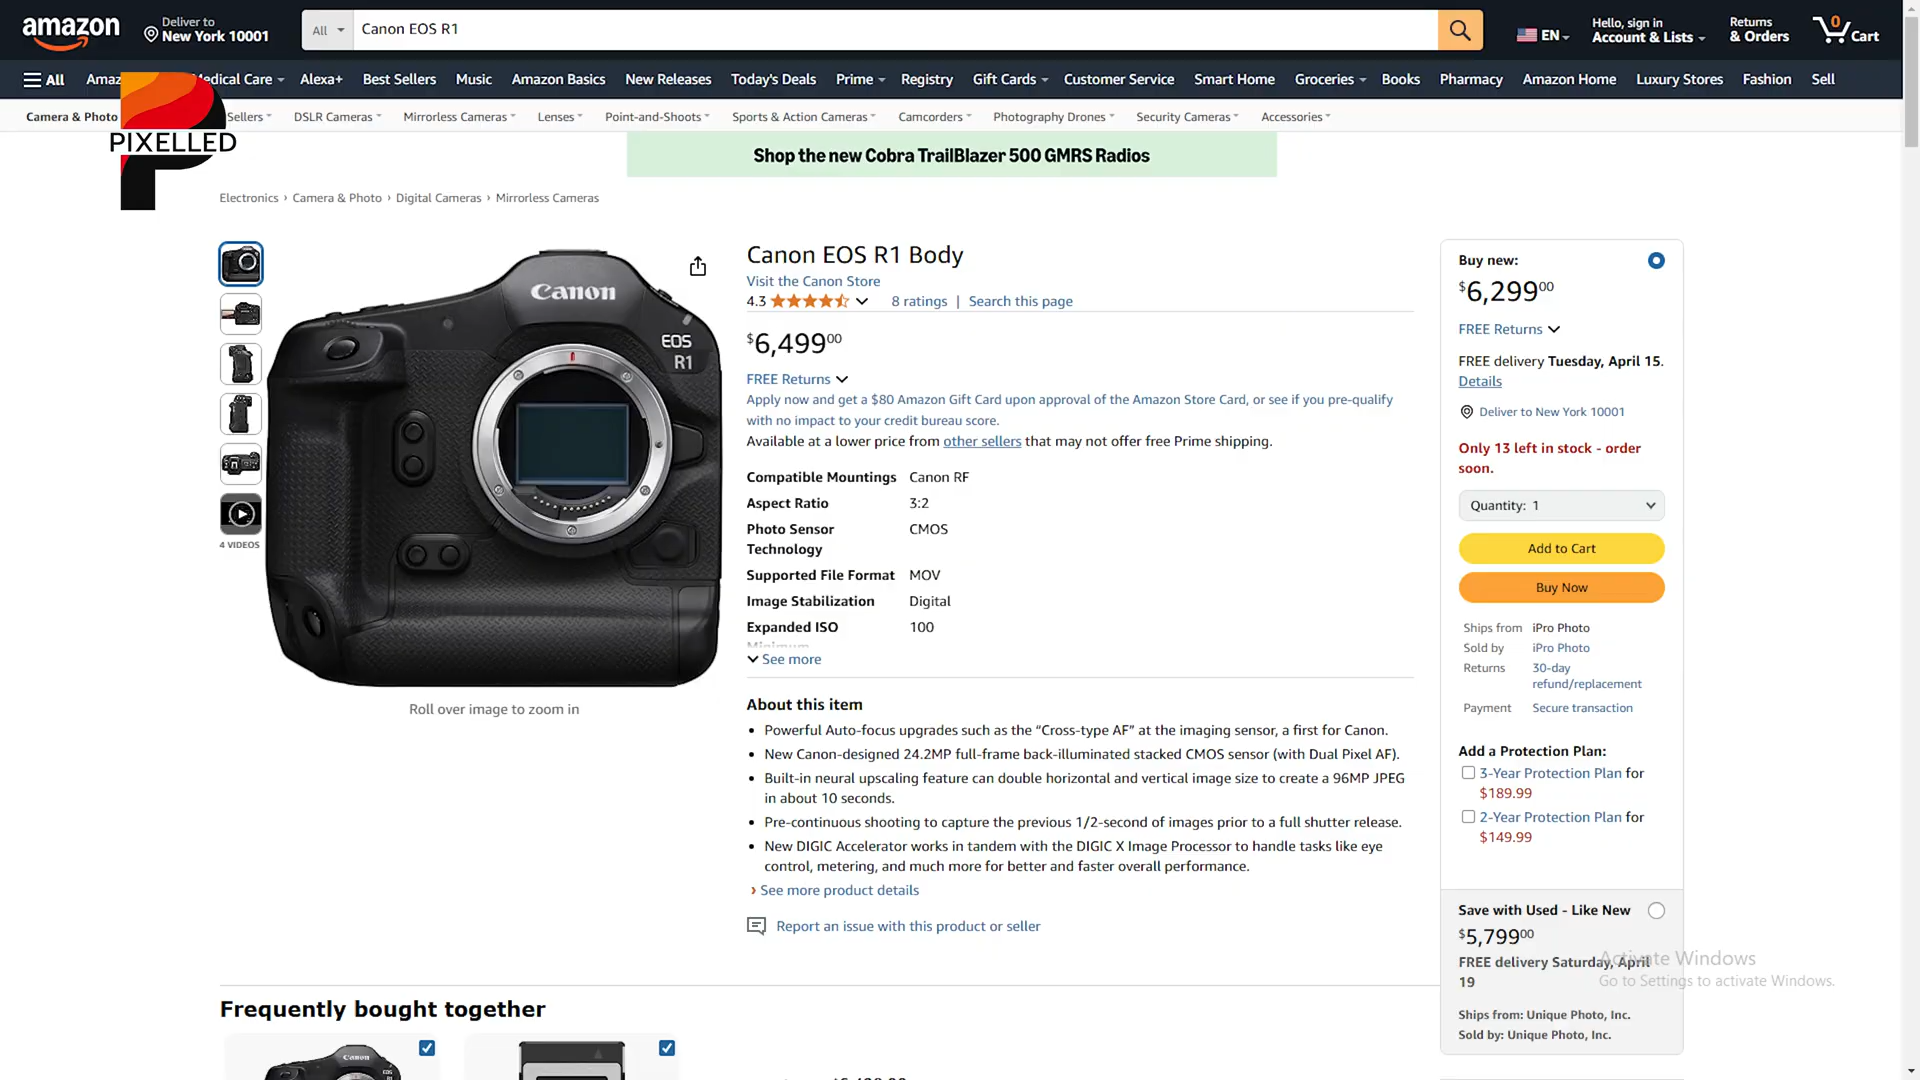 amazon
Deliver to
New York 10001
All
Canon EOS R1
EN
Hello, sign in
Account & Lists
Returns
& Orders
0
Cart
All
Medical Care
Alexa+
Best Sellers
Music
Amazon Basics
New Releases
Today's Deals
Prime
Registry
Gift Cards
Customer Service
Smart Home
Groceries
Books
Pharmacy
Amazon Home
Luxury Stores
Fashion
Sell
PIXELLED
Camera & Photo
Sellers
DSLR Cameras
Mirrorless Cameras
Lenses
Point-and-Shoots
Sports & Action Cameras
Camcorders
Photography Drones
Security Cameras
Accessories
Shop the new Cobra TrailBlazer 500 GMRS Radios
Electronics › Camera & Photo › Digital Cameras › Mirrorless Cameras
Canon
EOS
R1
4 VIDEOS
Roll over image to zoom in
Canon EOS R1 Body
Visit the Canon Store
4.3
8 ratings | Search this page
$6,49900
FREE Returns
Apply now and get a $80 Amazon Gift Card upon approval of the Amazon Store Card, or see if you pre-qualify
with no impact to your credit bureau score.
Available at a lower price from other sellers that may not offer free Prime shipping.
Compatible Mountings Canon RF
Aspect Ratio 3:2
Photo Sensor CMOS
Technology
Supported File Format MOV
Image Stabilization Digital
Expanded ISO 100
Minimum
See more
About this item
• Powerful Auto-focus upgrades such as the “Cross-type AF” at the imaging sensor, a first for Canon.
• New Canon-designed 24.2MP full-frame back-illuminated stacked CMOS sensor (with Dual Pixel AF).
• Built-in neural upscaling feature can double horizontal and vertical image size to create a 96MP JPEG
in about 10 seconds.
• Pre-continuous shooting to capture the previous 1/2-second of images prior to a full shutter release.
• New DIGIC Accelerator works in tandem with the DIGIC X Image Processor to handle tasks like eye
control, metering, and much more for better and faster overall performance.
› See more product details
Report an issue with this product or seller
Buy new:
$6,29900
FREE Returns
FREE delivery Tuesday, April 15.
Details
Deliver to New York 10001
Only 13 left in stock - order
soon.
Quantity: 1
Add to Cart
Buy Now
Ships from iPro Photo
Sold by iPro Photo
Returns 30-day
refund/replacement
Payment Secure transaction
Add a Protection Plan:
3-Year Protection Plan for
$189.99
2-Year Protection Plan for
$149.99
Save with Used - Like New
$5,79900
FREE delivery Saturday, April
19
Ships from: Unique Photo, Inc.
Sold by: Unique Photo, Inc.
Activate Windows
Go to Settings to activate Windows.
Frequently bought together
Canon